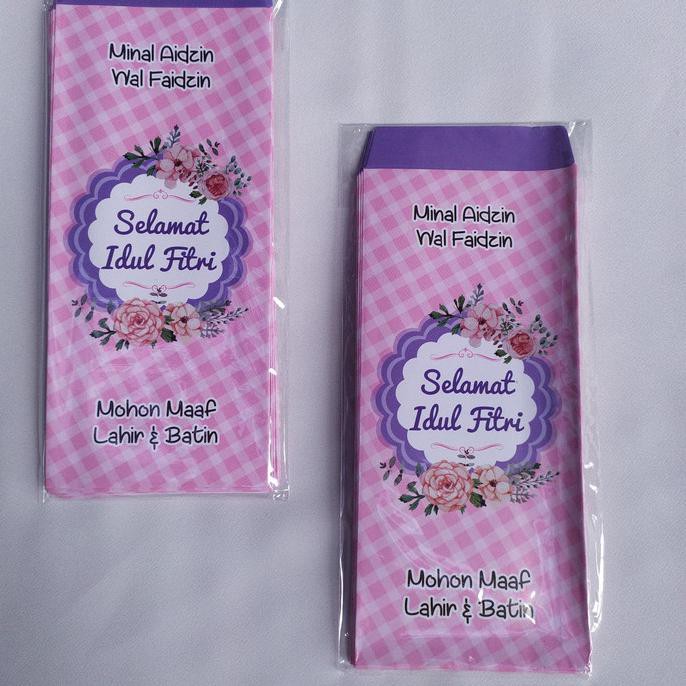 Minal Aidzin
Wal Faidzin
Selamat
Idul Fitri
Mohon Maaf
Lahir & Batin
Minal Aidzin
Wal Faidzin
Selamat
Idul Fitri
Mohon Maaf
Lahir & Batin